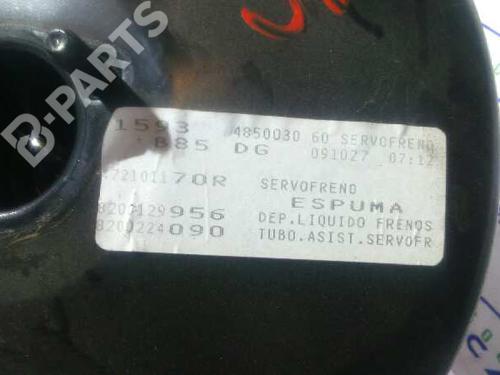 B-PARTS
1593 4850030 60 SERVOFRENO
B85 DG 091027 07:12
472101170R SERVOFRENO
ESPUMA
8200129956 DEP.LIQUIDO FRENOS
8200224090 TUBO.ASIST.SERVOFR